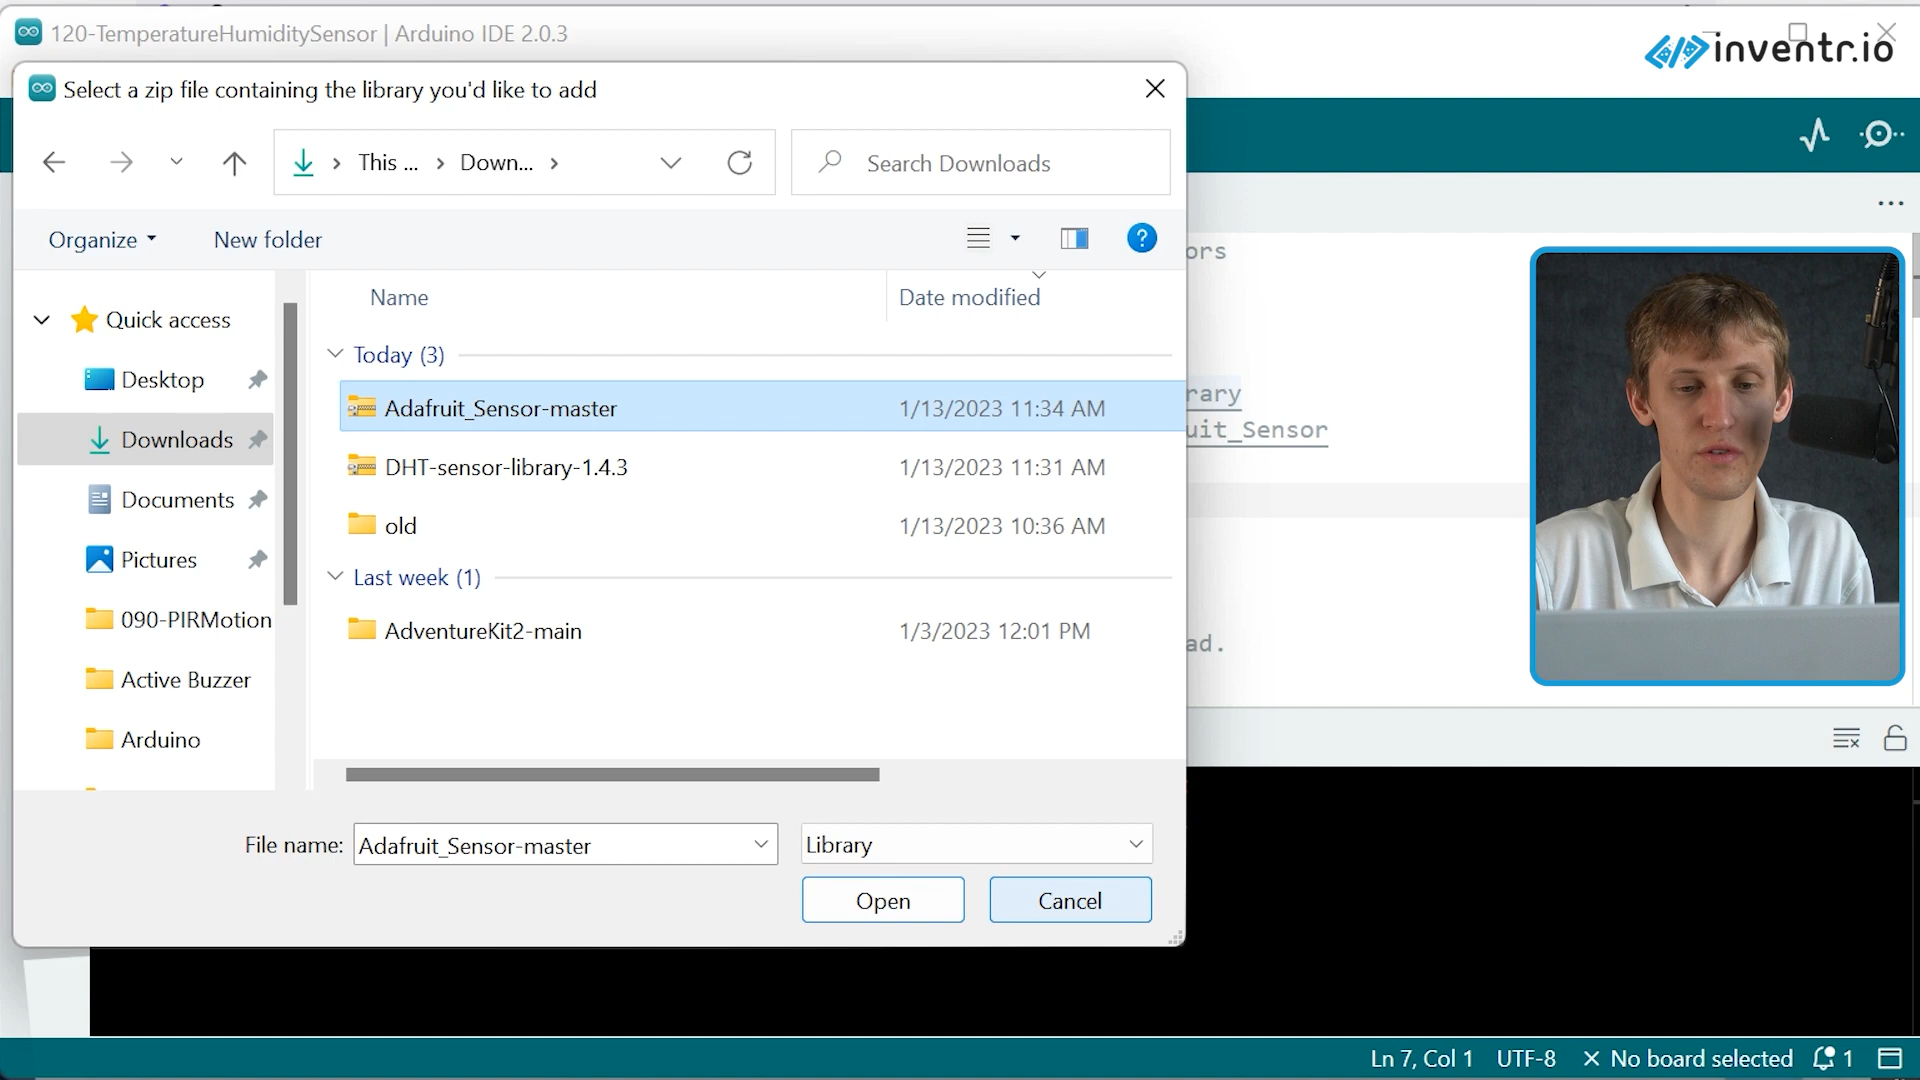 120-TemperatureHumiditySensor | Arduino IDE 2.0.3
inventr.io
Select a zip file containing the library you'd like to add
This ... Down...
Search Downloads
Organize
New folder
?
ors
Name
Date modified
Quick access
Today (3)
Desktop
Adafruit_Sensor-master
1/13/2023 11:34 AM
rary
uit_Sensor
Downloads
DHT-sensor-library-1.4.3
1/13/2023 11:31 AM
Documents
old
1/13/2023 10:36 AM
Pictures
Last week (1)
090-PIRMotion
AdventureKit2-main
1/3/2023 12:01 PM
ad.
Active Buzzer
Arduino
File name:
Adafruit_Sensor-master
Library
Open
Cancel
Ln 7, Col 1
UTF-8
No board selected
1